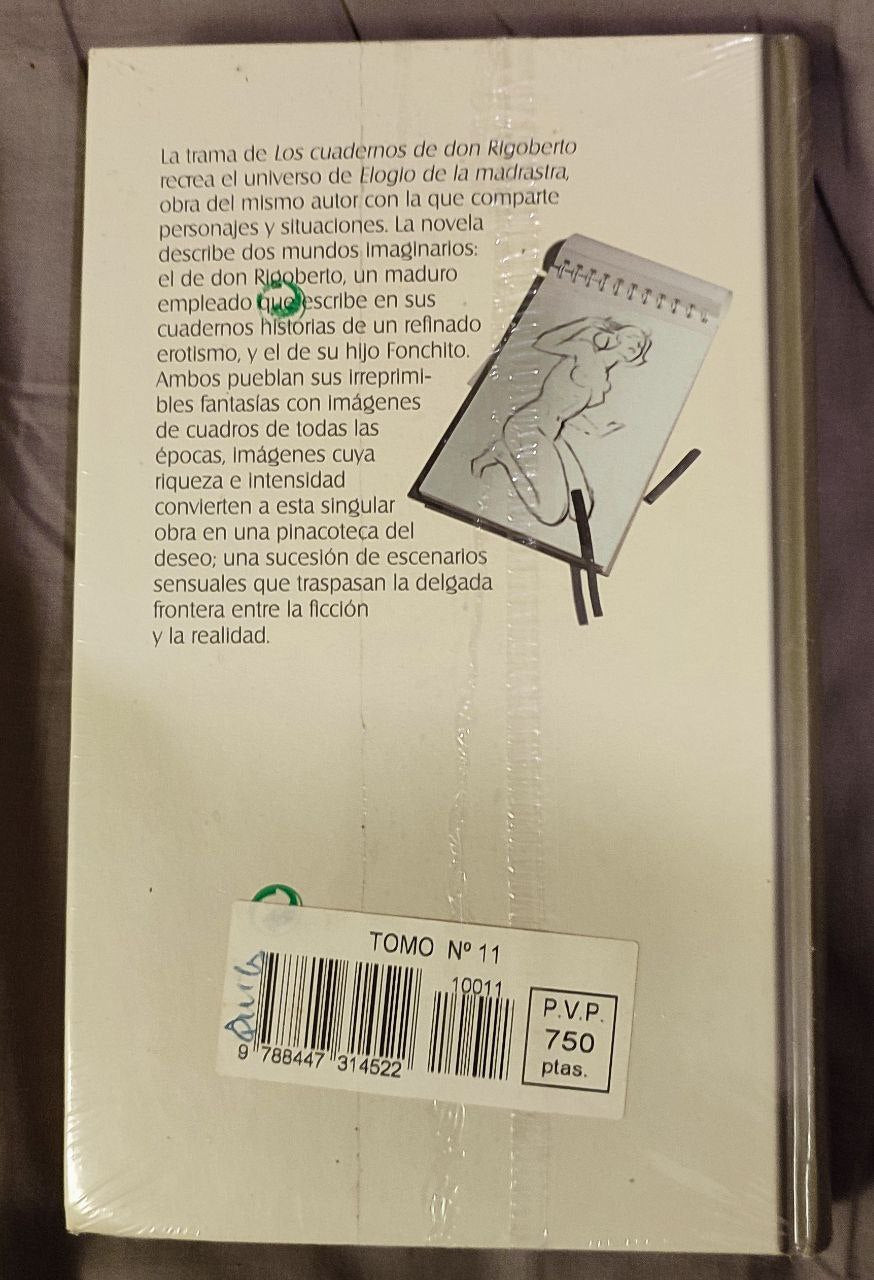 La trama de Los cuadernos de don Rigoberto
recrea el universo de Elogio de la madrastra,
obra del mismo autor con la que comparte
personajes y situaciones. La novela
describe dos mundos imaginarios:
el de don Rigoberto, un maduro
empleado que escribe en sus
cuadernos historias de un refinado
erotismo, y el de su hijo Fonchito.
Ambos pueblan sus irreprimi-
bles fantasías con imágenes
de cuadros de todas las
épocas, imágenes cuya
riqueza e intensidad
convierten a esta singular
obra en una pinacoteca del
deseo; una sucesión de escenarios
sensuales que traspasan la delgada
frontera entre la ficción
y la realidad.
TOMO Nº 11
10011
9 788447 314522
P.V.P.
750
ptas.